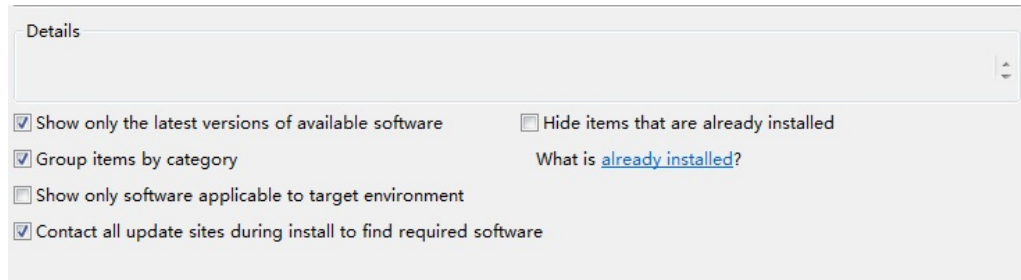 Details
Show only the latest versions of available software
Hide items that are already installed
Group items by category
What is already installed?
Show only software applicable to target environment
Contact all update sites during install to find required software